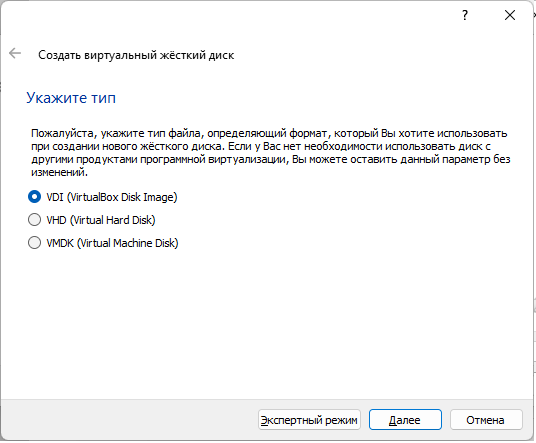 ?
Создать виртуальный жёсткий диск
Укажите тип
Пожалуйста, укажите тип файла, определяющий формат, который Вы хотите использовать
при создании нового жёсткого диска. Если у Вас нет необходимости использовать диск с
другими продуктами программной виртуализации, Вы можете оставить данный параметр без
изменений.
VDI (VirtualBox Disk Image)
VHD (Virtual Hard Disk)
VMDK (Virtual Machine Disk)
Экспертный режим Далее Отмена